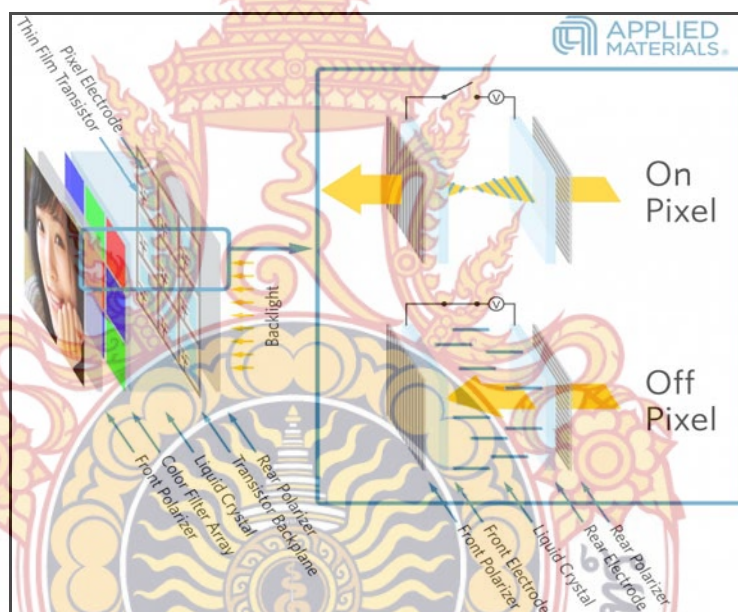 APPLIED
MATERIALS®
Pixel Electrode
Thin Film Transistor
On
Pixel
Backlight
Off
Pixel
Front Polarizer
Color Filter Array
Liquid Crystal
Transistor Backplane
Rear Polarizer
V
V
Front Polarizer
Front Electrode
Liquid Crystal
Rear Electrode
Rear Polarizer